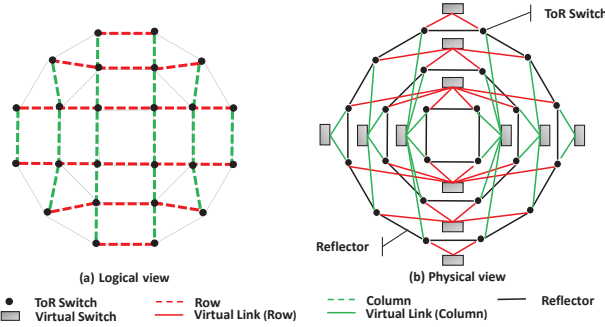 ToR Switch
Reflector
(a) Logical view
(b) Physical view
ToR Switch
Row
Column
Reflector
Virtual Switch
Virtual Link (Row)
Virtual Link (Column)